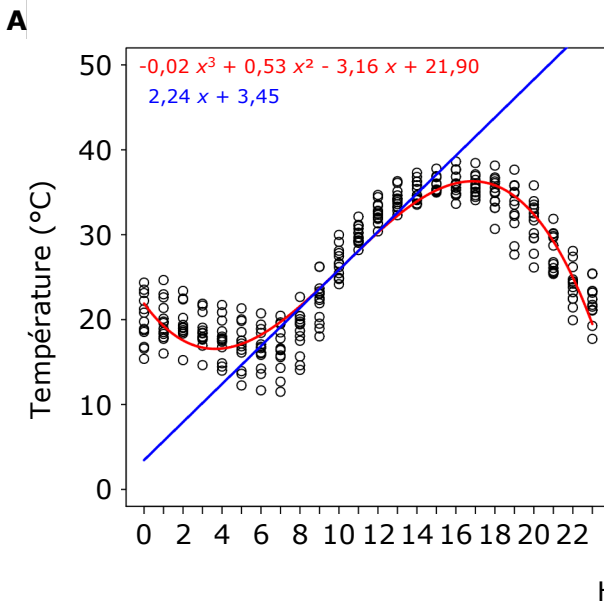 A
-0,02 x³ + 0,53 x² - 3,16 x + 21,90
2,24 x + 3,45
Température (°C)
50
40
30
20
10
0
0 2 4 6 8 10 12 14 16 18 20 22
H